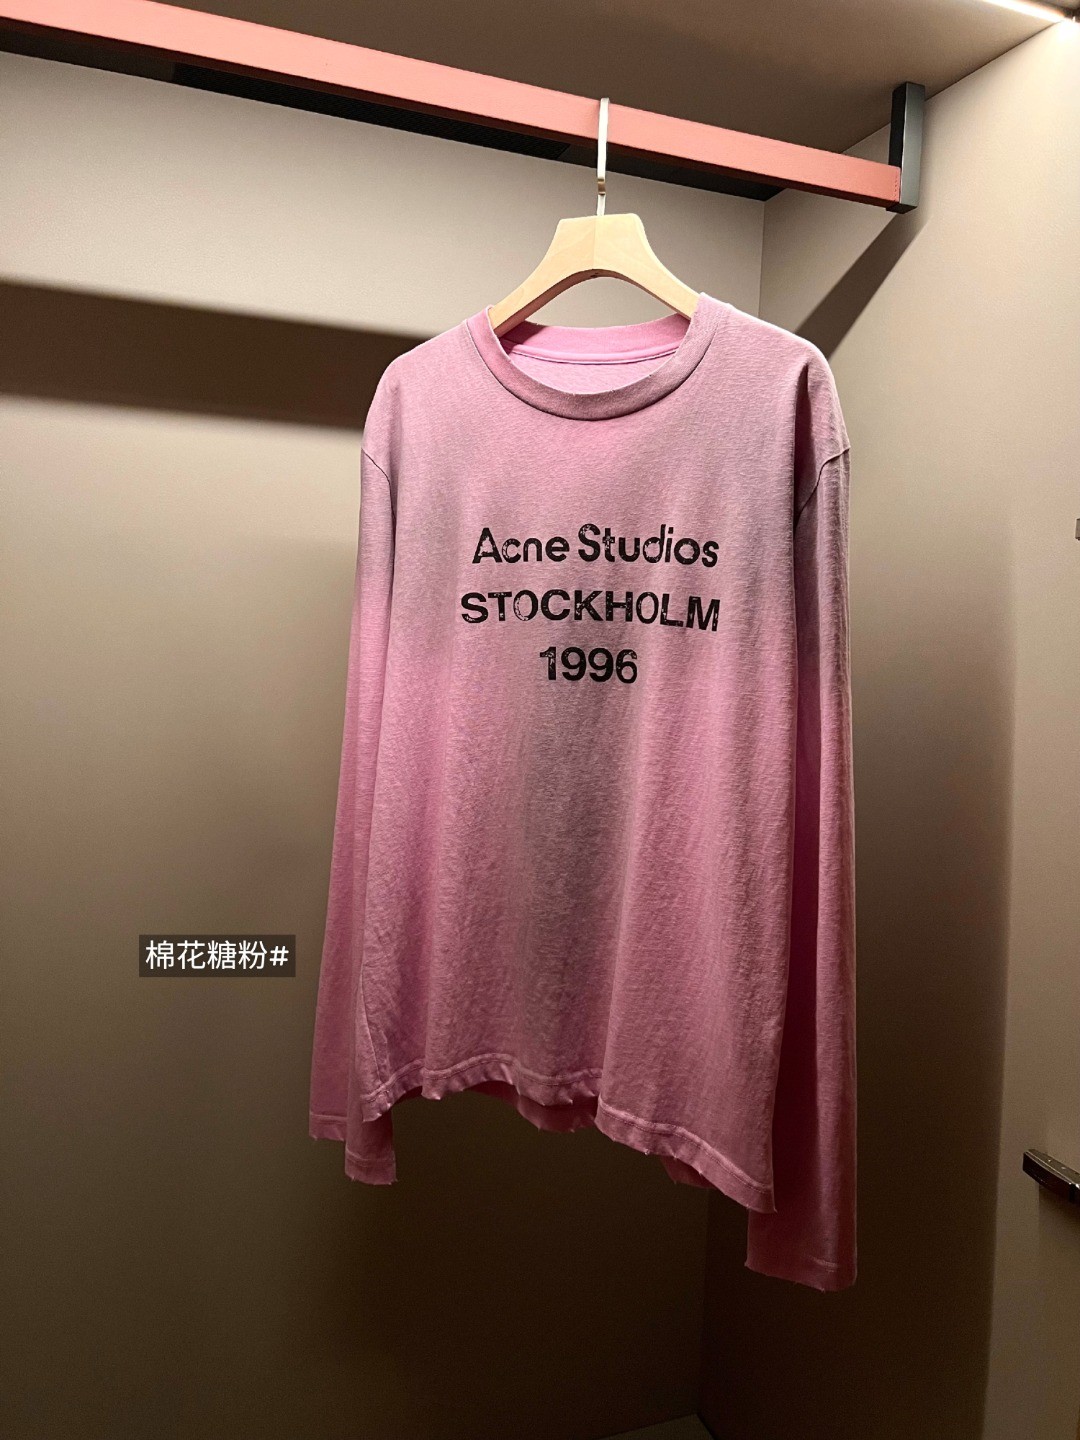 Acne Studios
STOCKHOLM
1996
棉花糖粉#